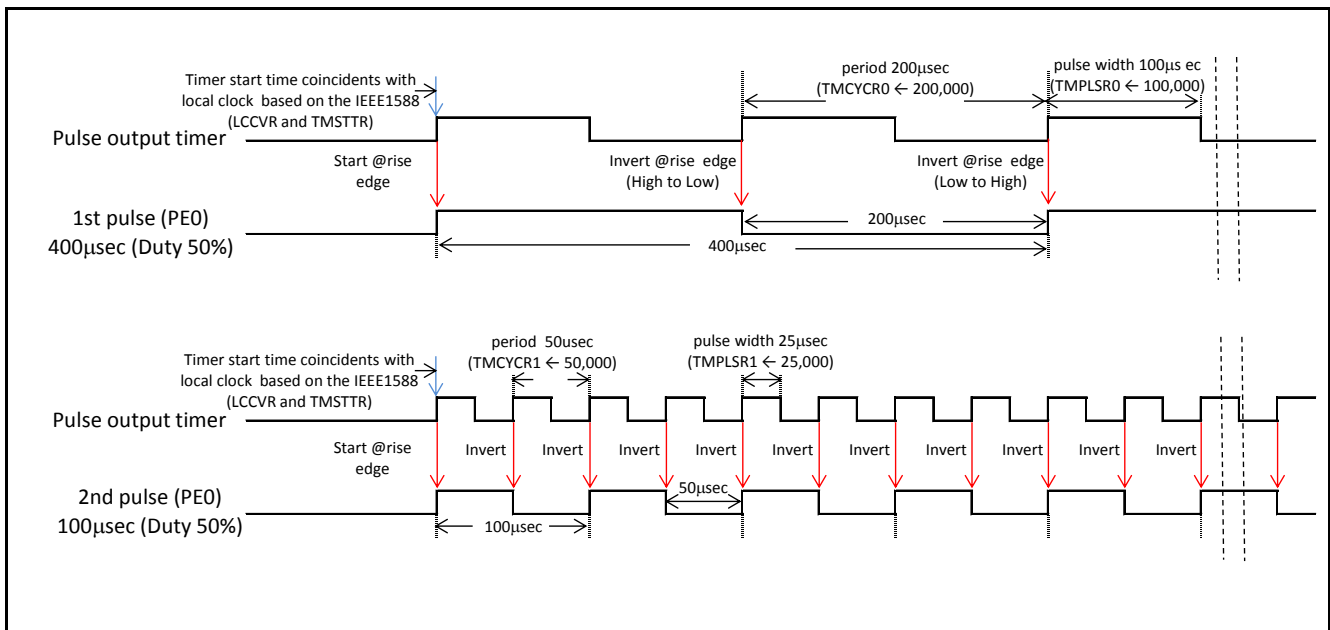 Timer start time coincidents with
local clock based on the IEEE1588
(LCCVR and TMSTTR)
period 200μsec
(TMCYCR0 ← 200,000)
pulse width 100μs ec
(TMPLSR0 ← 100,000)
Pulse output timer
Start @rise
edge
Invert @rise edge
(High to Low)
Invert @rise edge
(Low to High)
1st pulse (PE0)
400μsec (Duty 50%)
200μsec
400μsec
Timer start time coincidents with
local clock based on the IEEE1588
(LCCVR and TMSTTR)
period 50usec
(TMCYCR1 ← 50,000)
pulse width 25μsec
(TMPLSR1 ← 25,000)
Pulse output timer
Start @rise
edge
Invert
Invert
Invert
Invert
Invert
Invert
Invert
Invert
Invert
Invert
2nd pulse (PE0)
100μsec (Duty 50%)
50μsec
100μsec